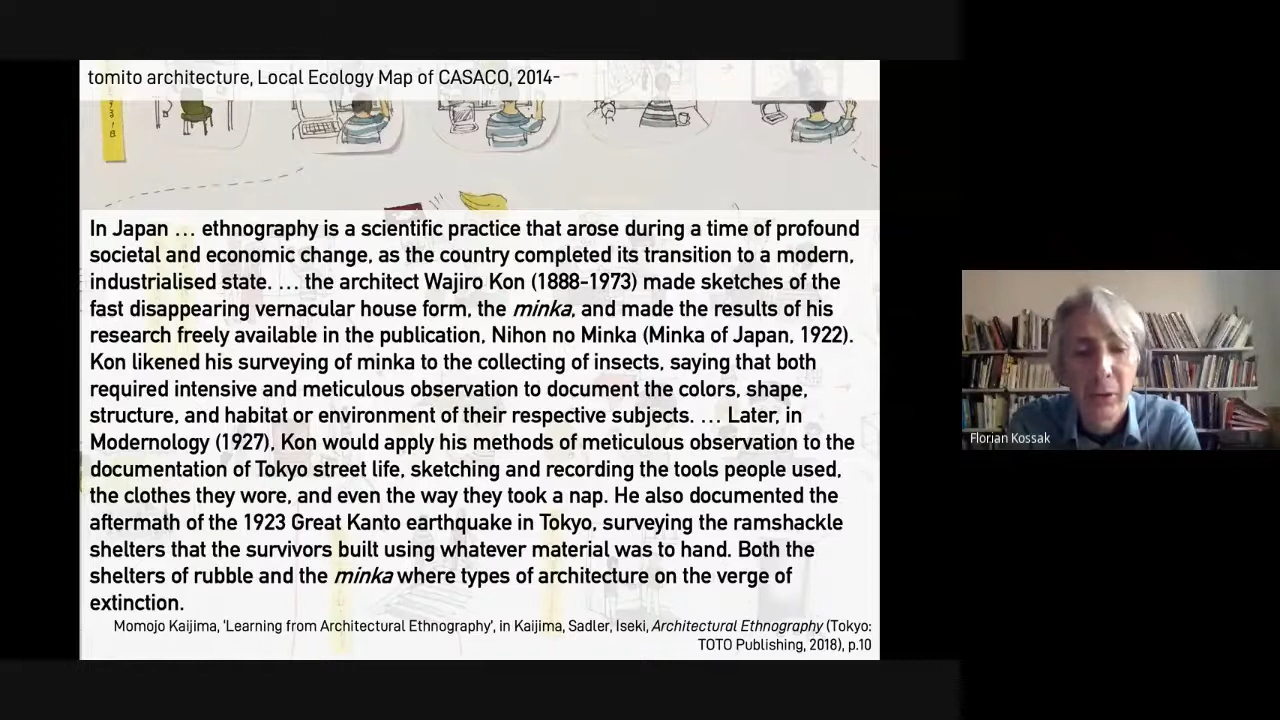 tomito architecture, Local Ecology Map of CASACO, 2014-
In Japan … ethnography is a scientific practice that arose during a time of profound
societal and economic change, as the country completed its transition to a modern,
industrialised state. … the architect Wajiro Kon (1888-1973) made sketches of the
fast disappearing vernacular house form, the minka, and made the results of his
research freely available in the publication, Nihon no Minka (Minka of Japan, 1922).
Kon likened his surveying of minka to the collecting of insects, saying that both
required intensive and meticulous observation to document the colors, shape,
structure, and habitat or environment of their respective subjects. … Later, in
Modernology (1927), Kon would apply his methods of meticulous observation to the
documentation of Tokyo street life, sketching and recording the tools people used,
the clothes they wore, and even the way they took a nap. He also documented the
aftermath of the 1923 Great Kanto earthquake in Tokyo, surveying the ramshackle
shelters that the survivors built using whatever material was to hand. Both the
shelters of rubble and the minka where types of architecture on the verge of
extinction.
Momojo Kaijima, 'Learning from Architectural Ethnography', in Kaijima, Sadler, Iseki, Architectural Ethnography (Tokyo:
TOTO Publishing, 2018), p.10
Florian Kossak